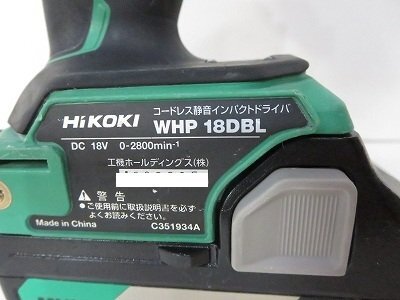 コードレス静音インパクトドライバ
HiKOKI WHP 18DBL
DC 18V 0-2800min⁻¹
工機ホールディングス(株)
⚠ 警告
●ご使用前に取扱説明書を必ず
よくお読みください。
Made in China C351934A